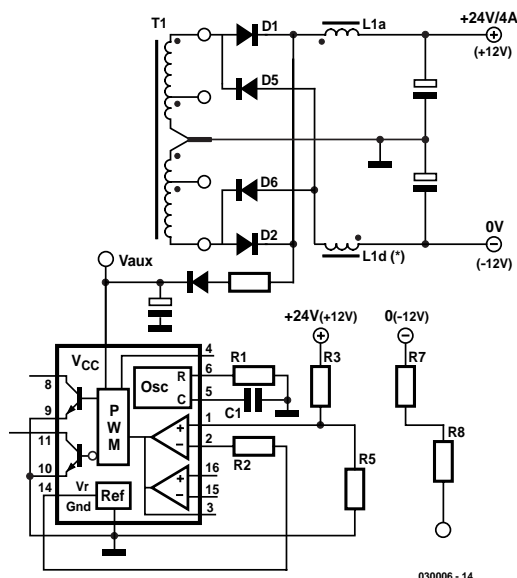 T1
D1
L1a
+24V/4A
(+12V)
D5
D6
D2
0V
(-12V)
L1d (*)
Vaux
+24V(+12V)
0(-12V)
VCC
4
8
R
6
R1
R3
R7
Osc
9
P
W
M
C
5
C1
11
+
1
−
2
R2
R8
10
+
16
R5
14
Vr
Ref
−
15
Gnd
3
030006 - 14